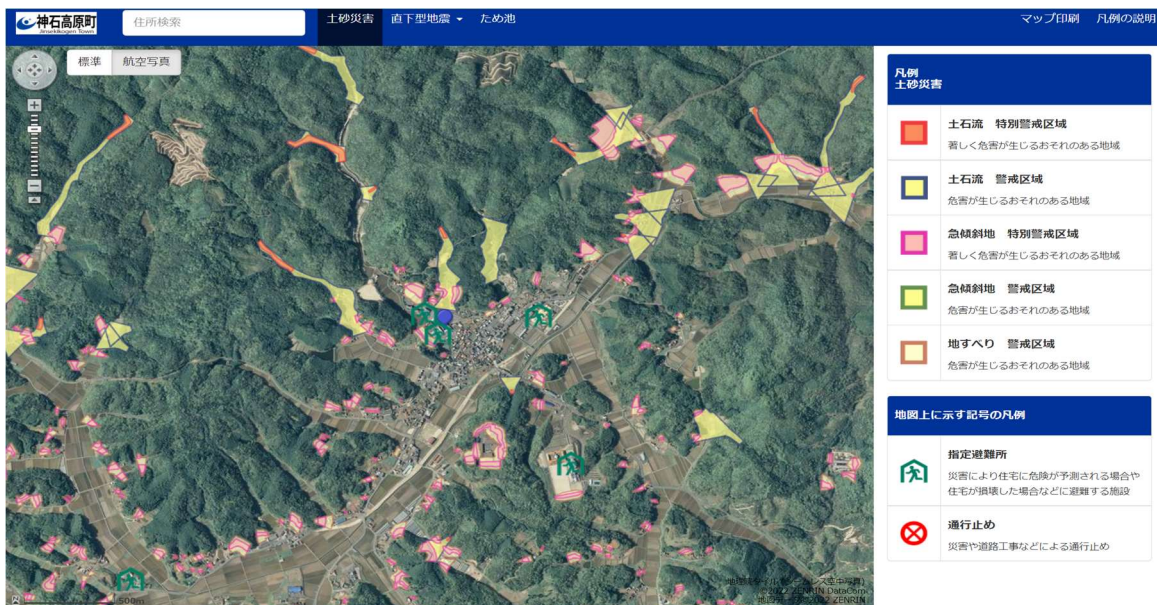 神石高原町
Jinsekikogen Town
住所検索
土砂災害
直下型地震
ため池
マップ印刷
凡例の説明
標準
航空写真
凡例
土砂災害
土石流 特別警戒区域
著しく危害が生じるおそれのある地域
土石流 警戒区域
危害が生じるおそれのある地域
急傾斜地 特別警戒区域
著しく危害が生じるおそれのある地域
急傾斜地 警戒区域
危害が生じるおそれのある地域
地すべり 警戒区域
危害が生じるおそれのある地域
地図上に示す記号の凡例
指定避難所
災害により住宅に危険が予測される場合や
住宅が損壊した場合などに避難する施設
通行止め
災害や道路工事などによる通行止め
500m
©2022 ZENRIN DataCom
地図データ©2022 ZENRIN